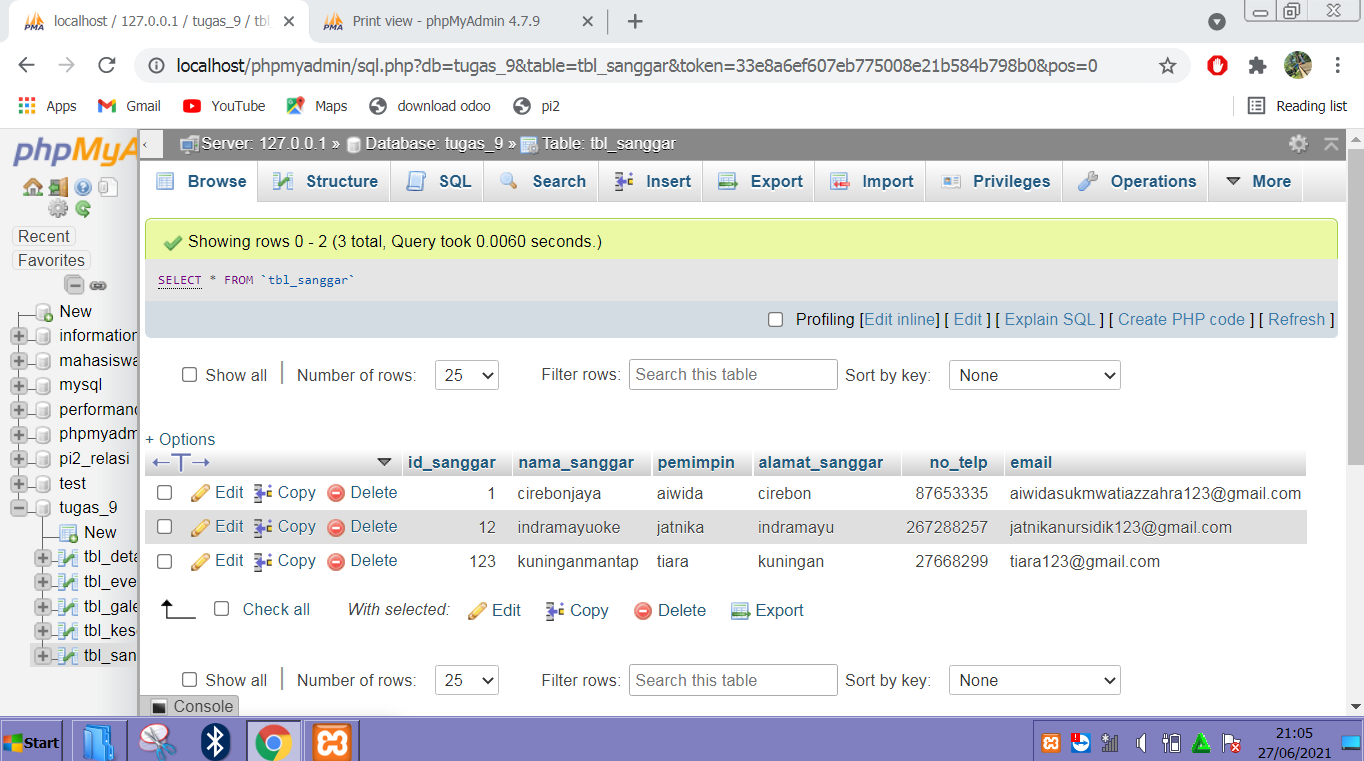 localhost / 127.0.0.1 / tugas_9 / tbl
Print view - phpMyAdmin 4.7.9
localhost/phpmyadmin/sql.php?db=tugas_9&table=tbl_sanggar&token=33e8a6ef607eb775008e21b584b798b0&pos=0
Apps Gmail YouTube Maps download odoo pi2 Reading list
phpMyA
Server: 127.0.0.1 » Database: tugas_9 » Table: tbl_sanggar
Browse Structure SQL Search Insert Export Import Privileges Operations More
Recent
Favorites
New
information
mahasiswa
mysql
performanc
phpmyadm
pi2_relasi
test
tugas_9
New
tbl_deta
tbl_eve
tbl_gale
tbl_kes
tbl_san
Showing rows 0 - 2 (3 total, Query took 0.0060 seconds.)
SELECT * FROM `tbl_sanggar`
Profiling [Edit inline] [ Edit ] [ Explain SQL ] [ Create PHP code ] [ Refresh ]
Show all | Number of rows: 25 Filter rows: Search this table Sort by key: None
+ Options
id_sanggar nama_sanggar pemimpin alamat_sanggar no_telp email
Edit Copy Delete 1 cirebonjaya aiwida cirebon 87653335 aiwidasukmwatiazzahra123@gmail.com
Edit Copy Delete 12 indramayuoke jatnika indramayu 267288257 jatnikanursidik123@gmail.com
Edit Copy Delete 123 kuninganmantap tiara kuningan 27668299 tiara123@gmail.com
Check all With selected: Edit Copy Delete Export
Show all | Number of rows: 25 Filter rows: Search this table Sort by key: None
Console
Start
21:05
27/06/2021